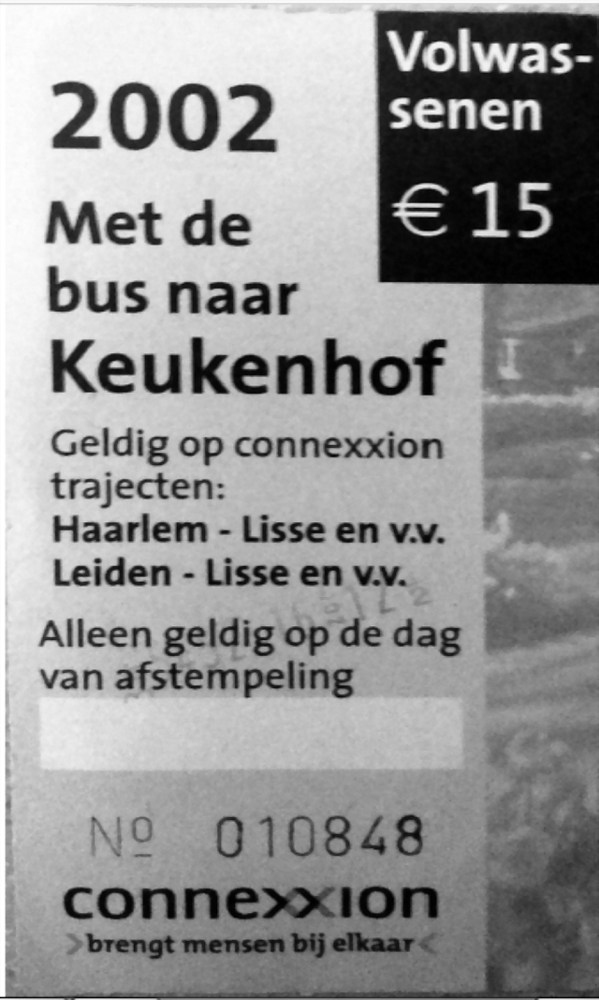 Volwas-
senen
€ 15
2002
Met de
bus naar
Keukenhof
Geldig op connexxion
trajecten:
Haarlem - Lisse en v.v.
Leiden - Lisse en v.v.
Alleen geldig op de dag
van afstempeling
Nº 010848
connexxion
>brengt mensen bij elkaar<